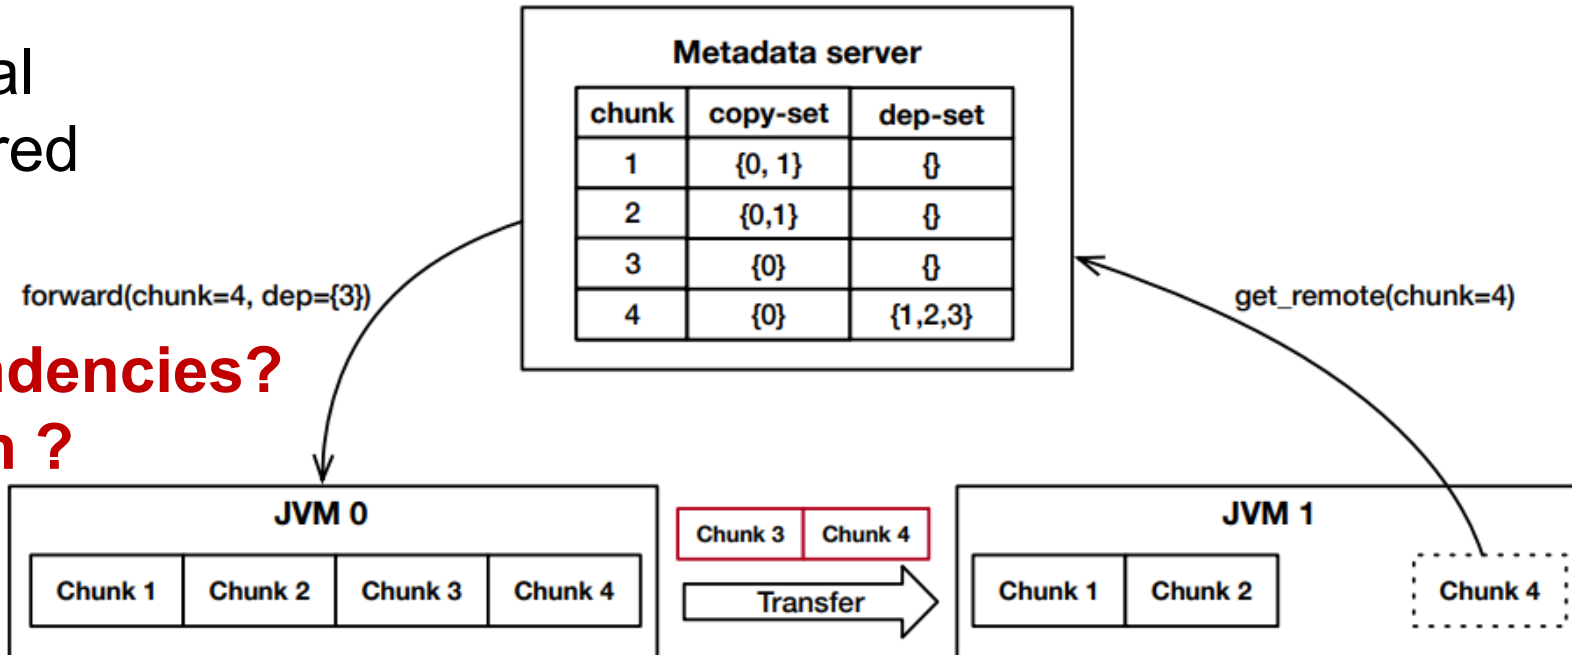 al
red
ndencies?
n ?
Metadata server
chunk copy-set dep-set
1 {0, 1} {}
2 {0,1} {}
3 {0} {}
4 {0} {1,2,3}
forward(chunk=4, dep={3})
get_remote(chunk=4)
JVM 0
Chunk 1 Chunk 2 Chunk 3 Chunk 4
Chunk 3 Chunk 4
Transfer
JVM 1
Chunk 1 Chunk 2 Chunk 4